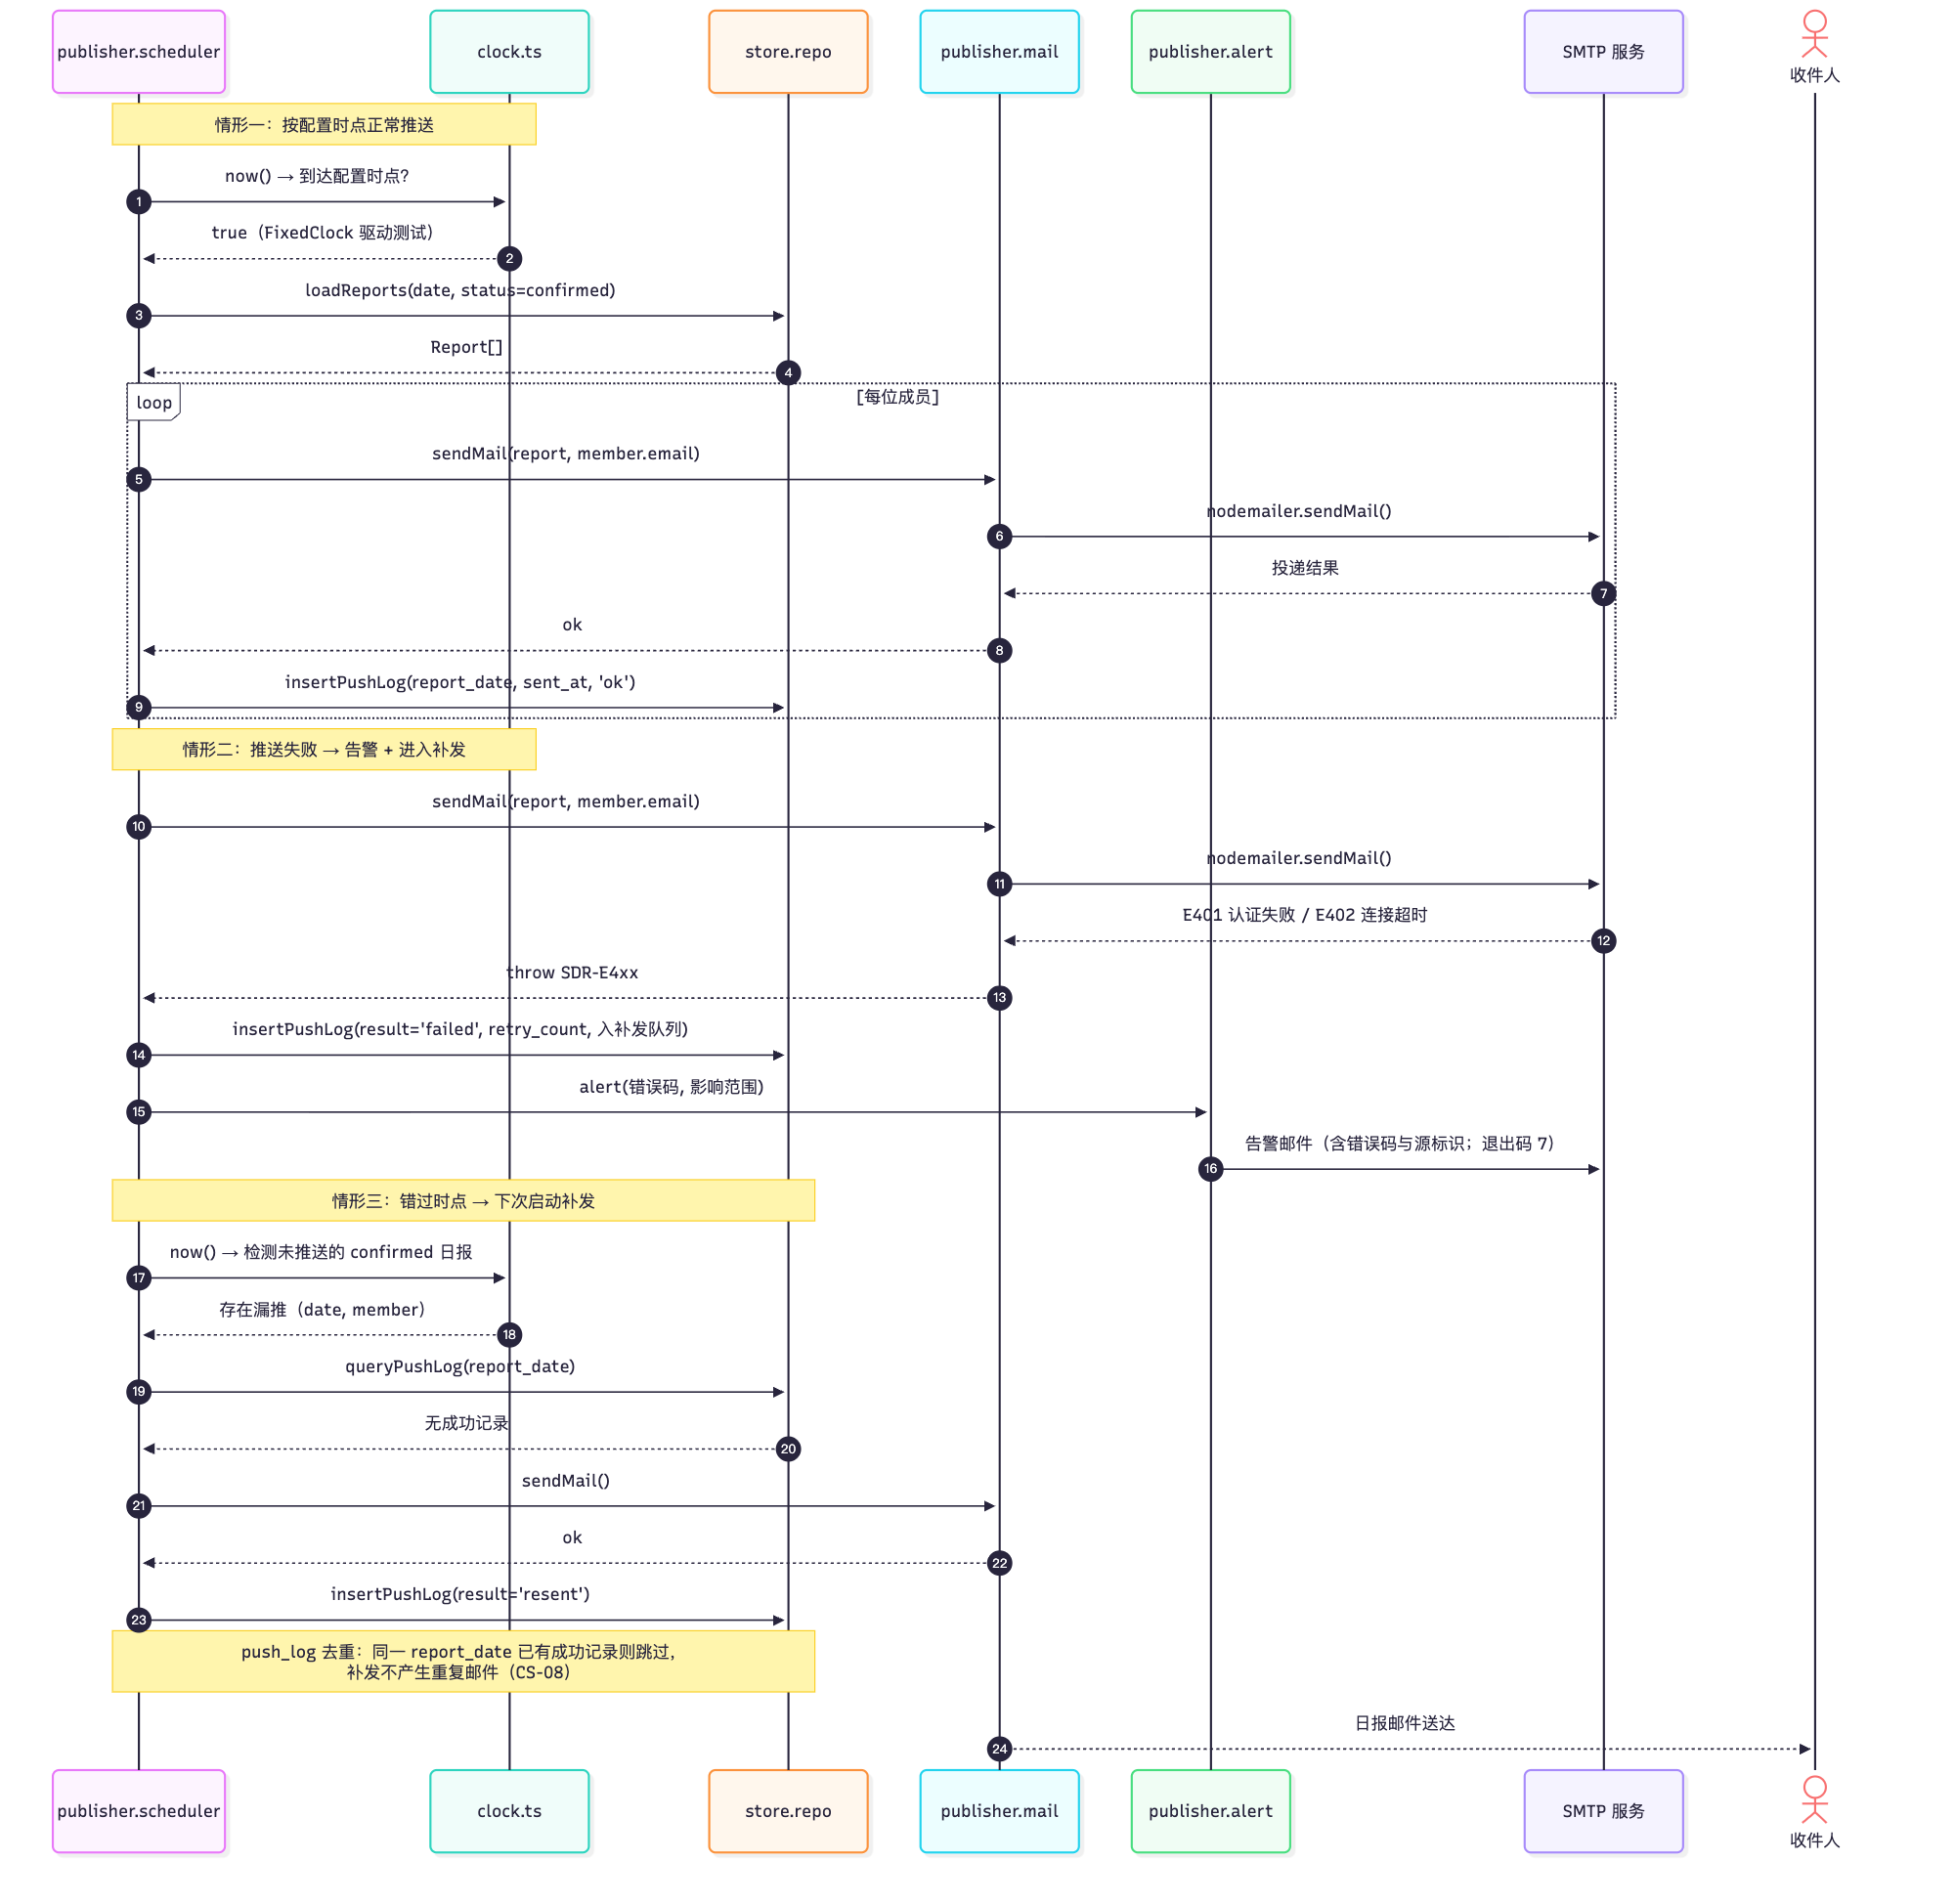 publisher.scheduler
clock.ts
store.repo
publisher.mail
publisher.alert
SMTP 服务
收件人
情形一：按配置时点正常推送
now() → 到达配置时点？
1
true（FixedClock 驱动测试）
2
loadReports(date, status=confirmed)
3
Report[]
4
loop
[每位成员]
sendMail(report, member.email)
5
nodemailer.sendMail()
6
投递结果
7
ok
8
insertPushLog(report_date, sent_at, 'ok')
9
情形二：推送失败 → 告警 + 进入补发
sendMail(report, member.email)
10
nodemailer.sendMail()
11
E401 认证失败 / E402 连接超时
12
throw SDR-E4xx
13
insertPushLog(result='failed', retry_count, 入补发队列)
14
alert(错误码, 影响范围)
15
告警邮件（含错误码与源标识；退出码 7）
16
情形三：错过时点 → 下次启动补发
now() → 检测未推送的 confirmed 日报
17
存在漏推（date, member）
18
queryPushLog(report_date)
19
无成功记录
20
sendMail()
21
ok
22
insertPushLog(result='resent')
23
push_log 去重：同一 report_date 已有成功记录则跳过，
补发不产生重复邮件（CS-08）
日报邮件送达
24
publisher.scheduler
clock.ts
store.repo
publisher.mail
publisher.alert
SMTP 服务
收件人